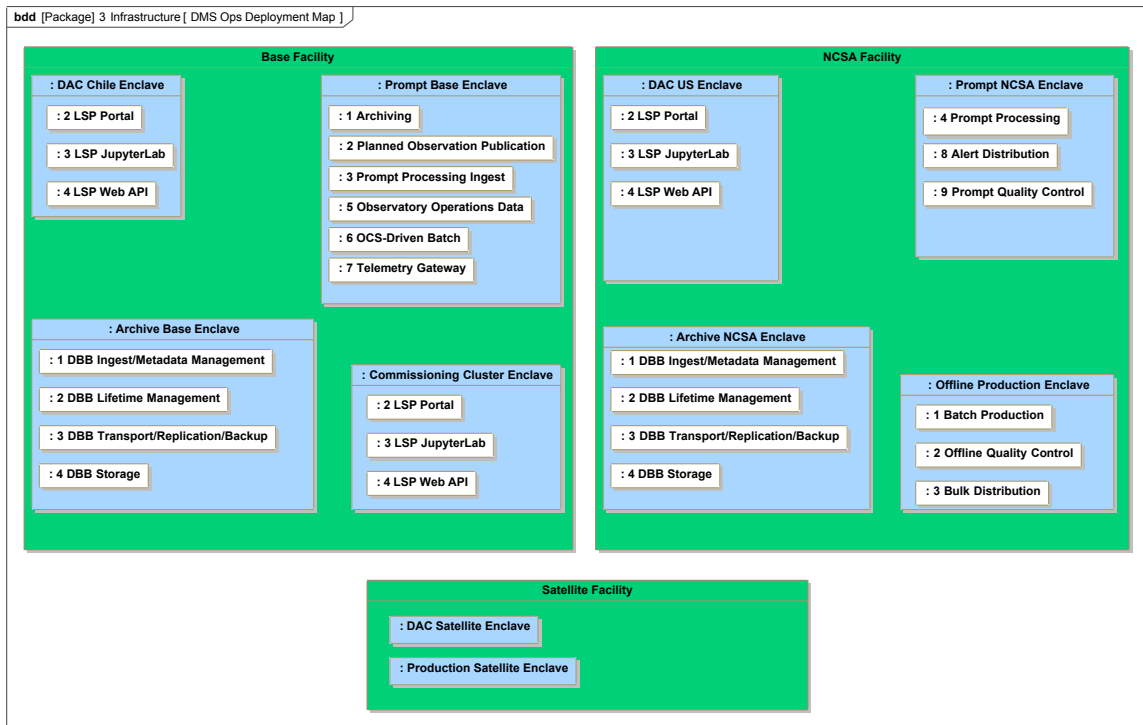 bdd [Package] 3 Infrastructure [ DMS Ops Deployment Map ]
Base Facility
: DAC Chile Enclave
: 2 LSP Portal
: 3 LSP JupyterLab
: 4 LSP Web API
: Prompt Base Enclave
: 1 Archiving
: 2 Planned Observation Publication
: 3 Prompt Processing Ingest
: 5 Observatory Operations Data
: 6 OCS-Driven Batch
: 7 Telemetry Gateway
: Archive Base Enclave
: 1 DBB Ingest/Metadata Management
: 2 DBB Lifetime Management
: 3 DBB Transport/Replication/Backup
: 4 DBB Storage
: Commissioning Cluster Enclave
: 2 LSP Portal
: 3 LSP JupyterLab
: 4 LSP Web API
NCSA Facility
: DAC US Enclave
: 2 LSP Portal
: 3 LSP JupyterLab
: 4 LSP Web API
: Prompt NCSA Enclave
: 4 Prompt Processing
: 8 Alert Distribution
: 9 Prompt Quality Control
: Archive NCSA Enclave
: 1 DBB Ingest/Metadata Management
: 2 DBB Lifetime Management
: 3 DBB Transport/Replication/Backup
: 4 DBB Storage
: Offline Production Enclave
: 1 Batch Production
: 2 Offline Quality Control
: 3 Bulk Distribution
Satellite Facility
: DAC Satellite Enclave
: Production Satellite Enclave